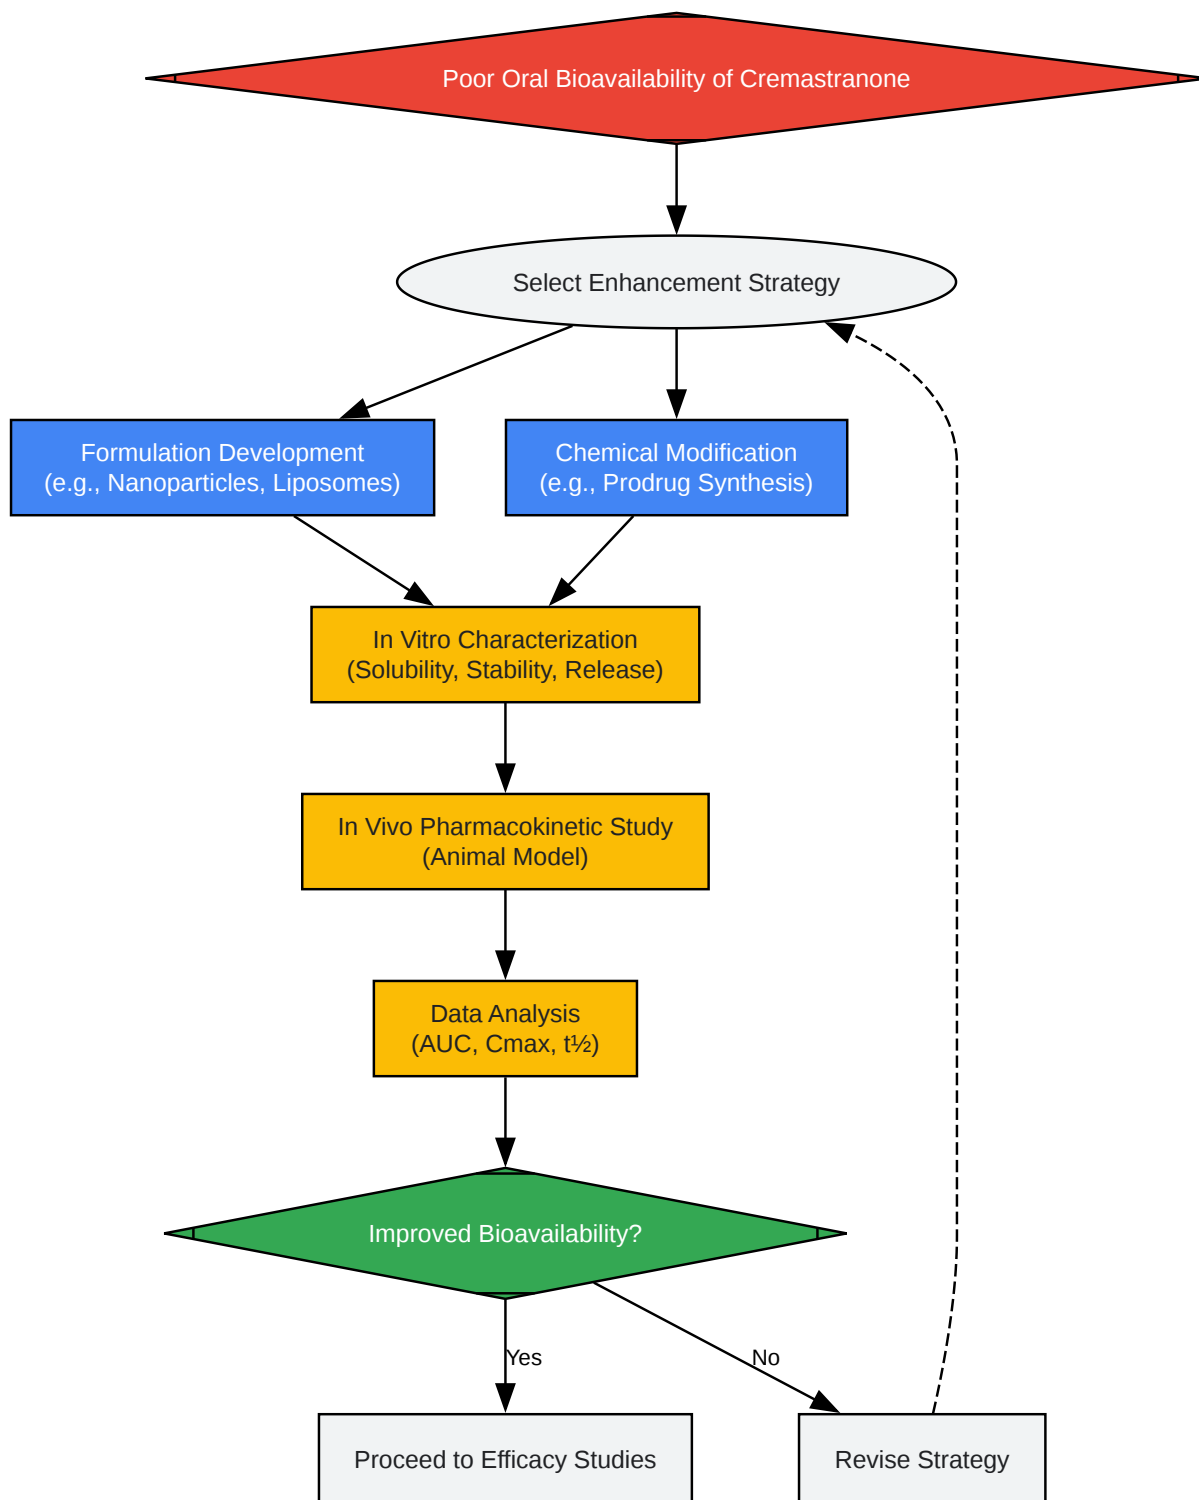 Poor Oral Bioavailability of Cremastranone
Select Enhancement Strategy
Formulation Development
(e.g., Nanoparticles, Liposomes)
Chemical Modification
(e.g., Prodrug Synthesis)
In Vitro Characterization
(Solubility, Stability, Release)
In Vivo Pharmacokinetic Study
(Animal Model)
Data Analysis
(AUC, Cmax, t½)
Improved Bioavailability?
Yes
No
Proceed to Efficacy Studies
Revise Strategy